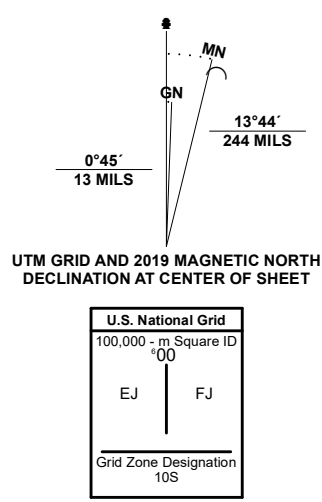 MN
GN
13°44´
244 MILS
0°45´
13 MILS
UTM GRID AND 2019 MAGNETIC NORTH
DECLINATION AT CENTER OF SHEET
U.S. National Grid
100,000 - m Square ID
⁶00
EJ FJ
Grid Zone Designation
10S